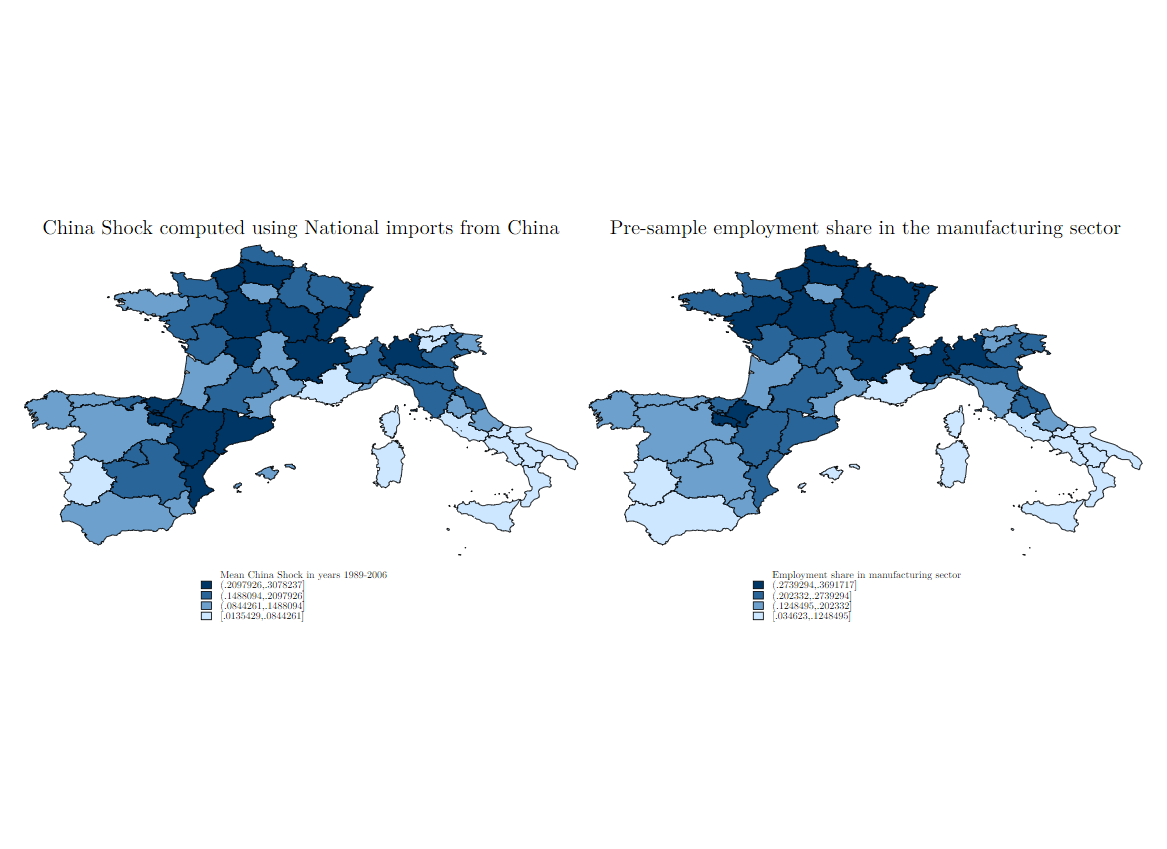 China Shock computed using National imports from China
Pre-sample employment share in the manufacturing sector
Mean China Shock in years 1989-2006
(.2097926,.3078237]
(.1488094,.2097926]
(.0844261,.1488094]
[.0135429,.0844261]
Employment share in manufacturing sector
(.2739294,.3691717]
(.202332,.2739294]
(.1248495,.202332]
[.034623,.1248495]